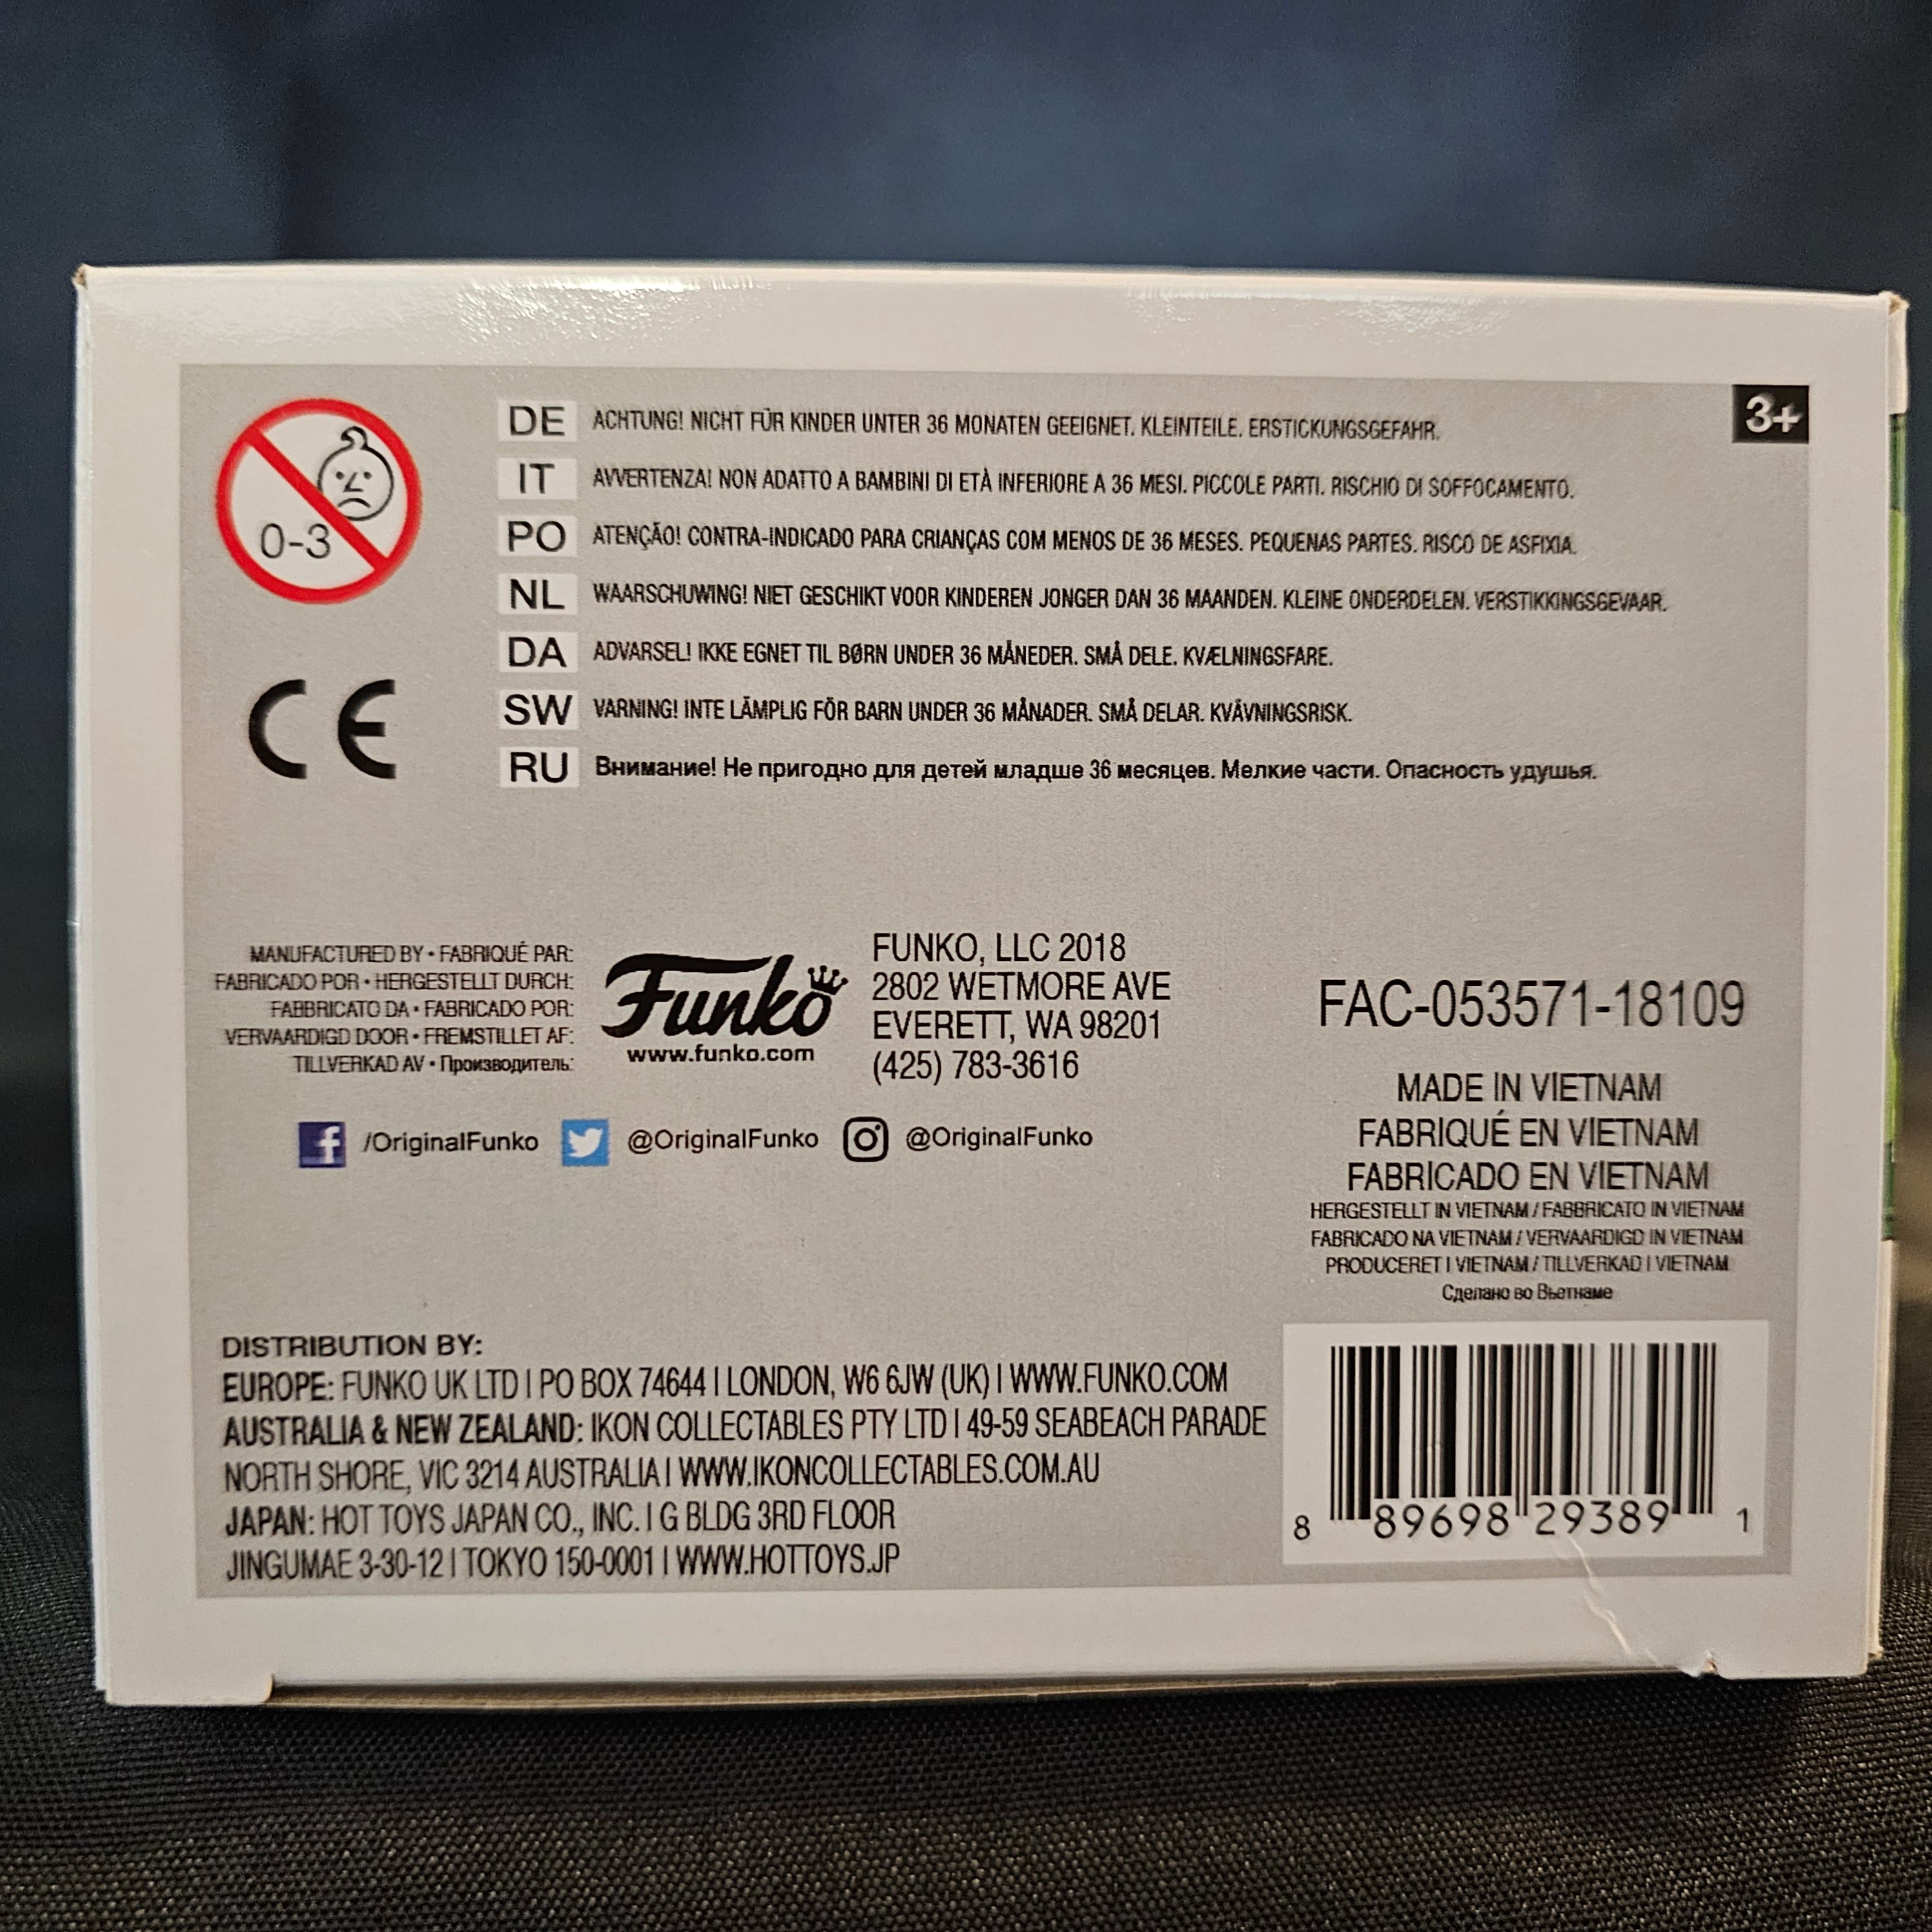 0-3
DE ACHTUNG! NICHT FÜR KINDER UNTER 36 MONATEN GEEIGNET. KLEINTEILE. ERSTICKUNGSGEFAHR.
3+
IT AVVERTENZA! NON ADATTO A BAMBINI DI ETÀ INFERIORE A 36 MESI. PICCOLE PARTI. RISCHIO DI SOFFOCAMENTO.
PO ATENÇÃO! CONTRA-INDICADO PARA CRIANÇAS COM MENOS DE 36 MESES. PEQUENAS PARTES. RISCO DE ASFIXIA.
NL WAARSCHUWING! NIET GESCHIKT VOOR KINDEREN JONGER DAN 36 MAANDEN. KLEINE ONDERDELEN. VERSTIKKINGSGEVAAR.
DA ADVARSEL! IKKE EGNET TIL BØRN UNDER 36 MÅNEDER. SMÅ DELE. KVÆLNINGSFARE.
SW VARNING! INTE LÄMPLIG FÖR BARN UNDER 36 MÅNADER. SMÅ DELAR. KVÄVNINGSRISK.
RU Внимание! Не пригодно для детей младше 36 месяцев. Мелкие части. Опасность удушья.
CE
MANUFACTURED BY • FABRIQUÉ PAR:
FABRICADO POR • HERGESTELLT DURCH:
FABBRICATO DA • FABRICADO POR:
VERVAARDIGD DOOR • FREMSTILLET AF:
TILLVERKAD AV • Производитель:
Funko
www.funko.com
FUNKO, LLC 2018
2802 WETMORE AVE
EVERETT, WA 98201
(425) 783-3616
/OriginalFunko @OriginalFunko @OriginalFunko
FAC-053571-18109
MADE IN VIETNAM
FABRIQUÉ EN VIETNAM
FABRICADO EN VIETNAM
HERGESTELLT IN VIETNAM / FABBRICATO IN VIETNAM
FABRICADO NA VIETNAM / VERVAARDIGD IN VIETNAM
PRODUCERET I VIETNAM / TILLVERKAD I VIETNAM
Сделано во Вьетнаме
DISTRIBUTION BY:
EUROPE: FUNKO UK LTD | PO BOX 74644 | LONDON, W6 6JW (UK) | WWW.FUNKO.COM
AUSTRALIA & NEW ZEALAND: IKON COLLECTABLES PTY LTD | 49-59 SEABEACH PARADE
NORTH SHORE, VIC 3214 AUSTRALIA | WWW.IKONCOLLECTABLES.COM.AU
JAPAN: HOT TOYS JAPAN CO., INC. | G BLDG 3RD FLOOR
JINGUMAE 3-30-12 | TOKYO 150-0001 | WWW.HOTTOYS.JP
8 89698 29389 1